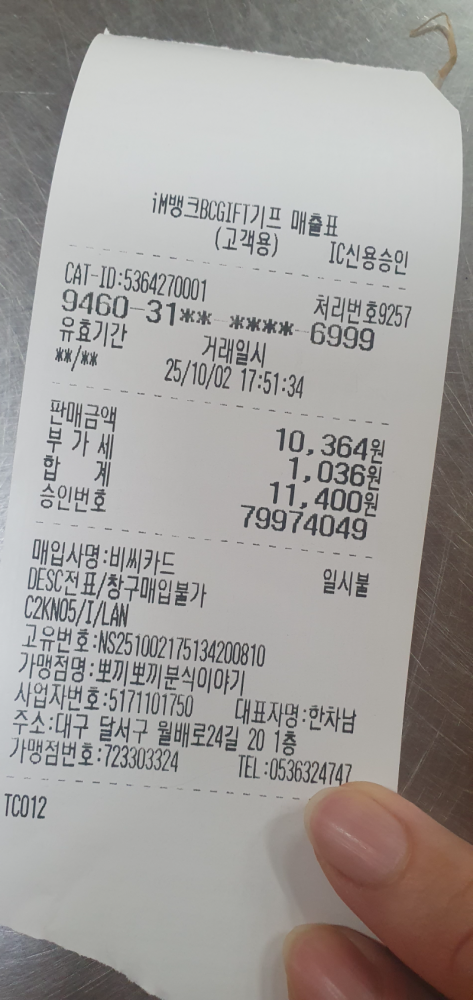 iM뱅크BCGIFT기프 매출표
(고객용) IC신용승인
CAT-ID:5364270001 처리번호9257
9460-31**-****-6999
유효기간 거래일시
**/** 25/10/02 17:51:34
판매금액 10,364원
부 가 세 1,036원
합 계 11,400원
승인번호 79974049
매입사명:비씨카드 일시불
DESC전표/창구매입불가
C2KN05/I/LAN
고유번호:NS251002175134200810
가맹점명:뽀끼뽀끼분식이야기
사업자번호:5171101750 대표자명:한차남
주소:대구 달서구 월배로24길 20 1층
가맹점번호:723303324 TEL:0536324747
TC012